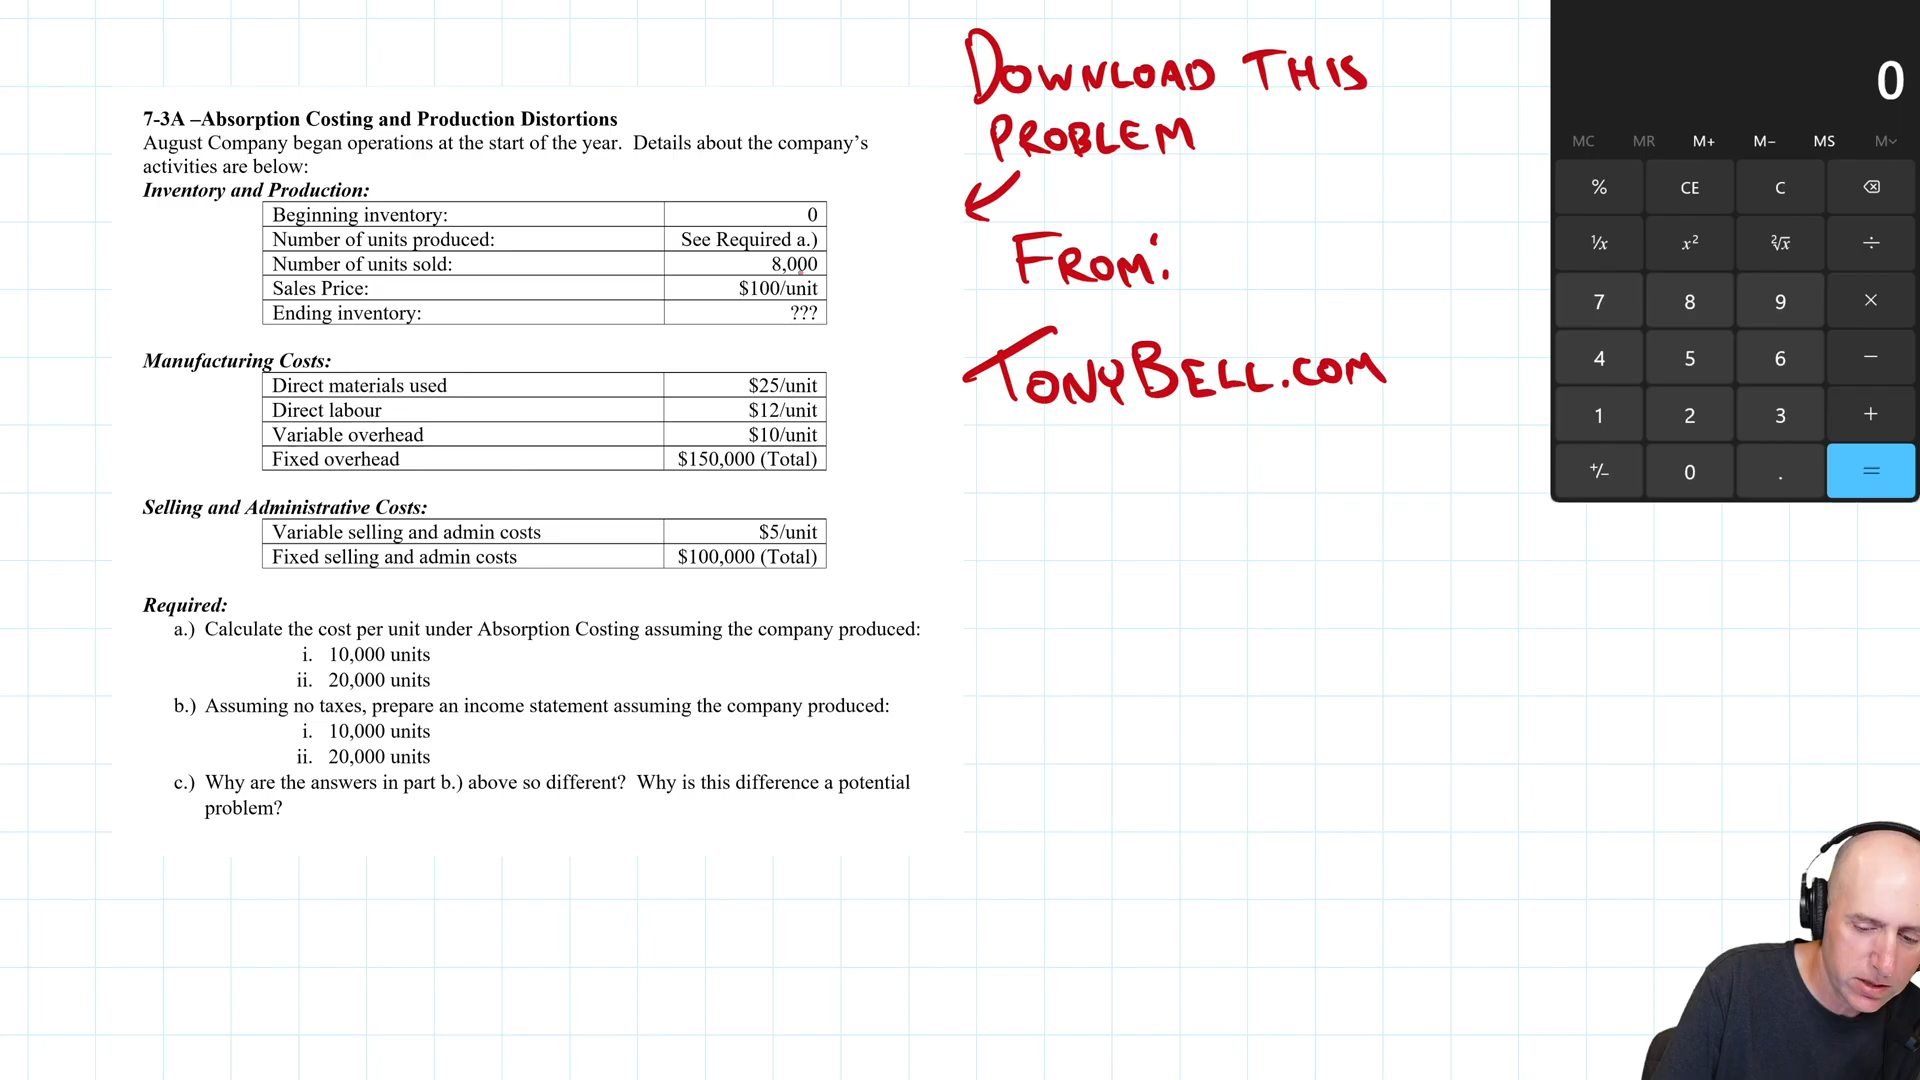 7-3A –Absorption Costing and Production Distortions
August Company began operations at the start of the year.  Details about the company's
activities are below:
Inventory and Production:
Beginning inventory: 0
Number of units produced: See Required a.)
Number of units sold: 8,000
Sales Price: $100/unit
Ending inventory: ???
Manufacturing Costs:
Direct materials used $25/unit
Direct labour $12/unit
Variable overhead $10/unit
Fixed overhead $150,000 (Total)
Selling and Administrative Costs:
Variable selling and admin costs $5/unit
Fixed selling and admin costs $100,000 (Total)
Required:
a.) Calculate the cost per unit under Absorption Costing assuming the company produced:
i. 10,000 units
ii. 20,000 units
b.) Assuming no taxes, prepare an income statement assuming the company produced:
i. 10,000 units
ii. 20,000 units
c.) Why are the answers in part b.) above so different?  Why is this difference a potential
problem?
DOWNLOAD THIS
PROBLEM
FROM:
TONYBELL.COM
0
MC MR M+ M− MS M˅
% CE C ⌫
¹/x x² ²√x ÷
7 8 9 ×
4 5 6 −
1 2 3 +
+/− 0 . =